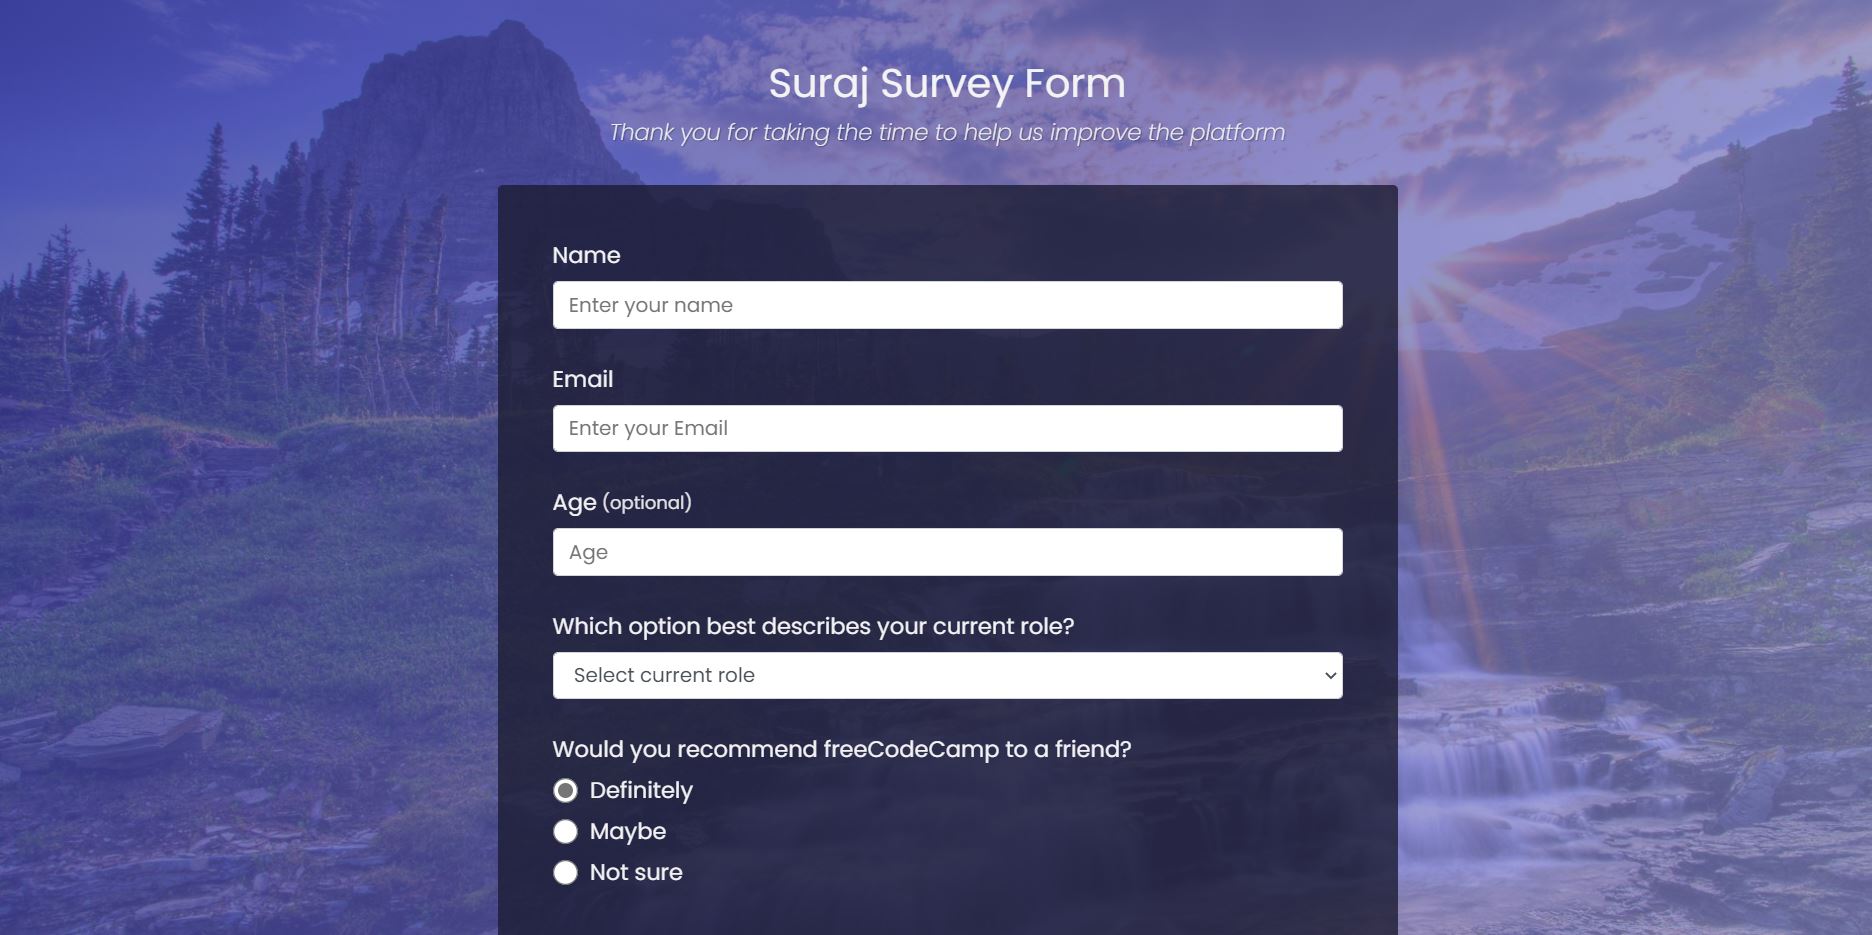 Suraj Survey Form
Thank you for taking the time to help us improve the platform
Name
Enter your name
Email
Enter your Email
Age (optional)
Age
Which option best describes your current role?
Select current role
Would you recommend freeCodeCamp to a friend?
Definitely
Maybe
Not sure